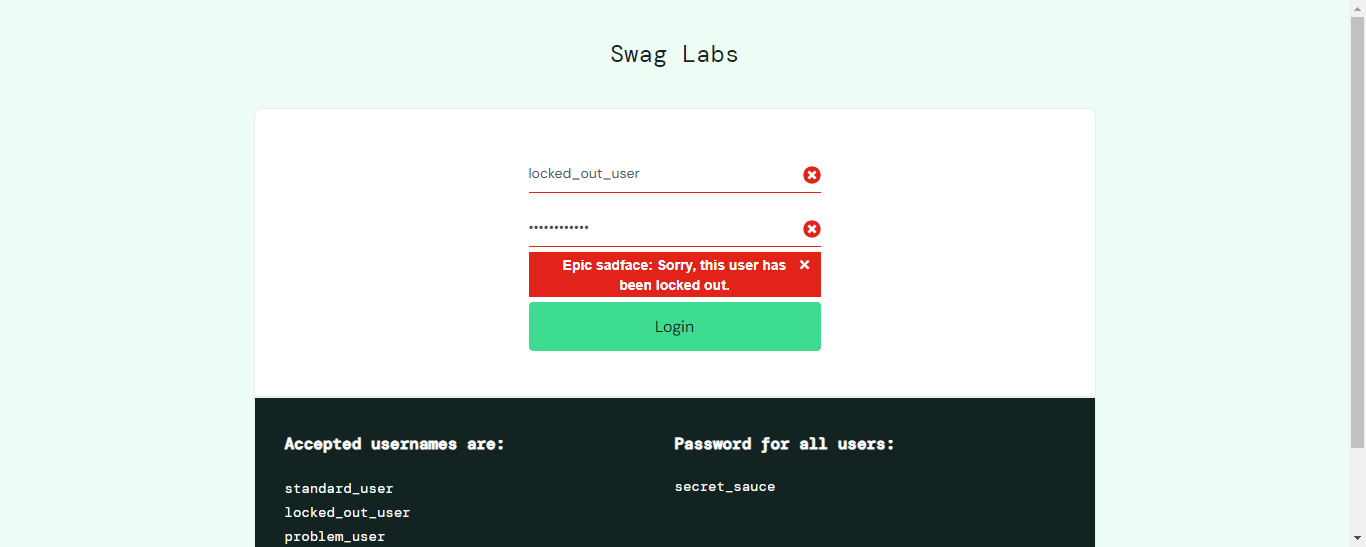 Swag Labs
locked_out_user
••••••••••••
Epic sadface: Sorry, this user has
been locked out.
Login
Accepted usernames are:
Password for all users:
standard_user
secret_sauce
locked_out_user
problem_user